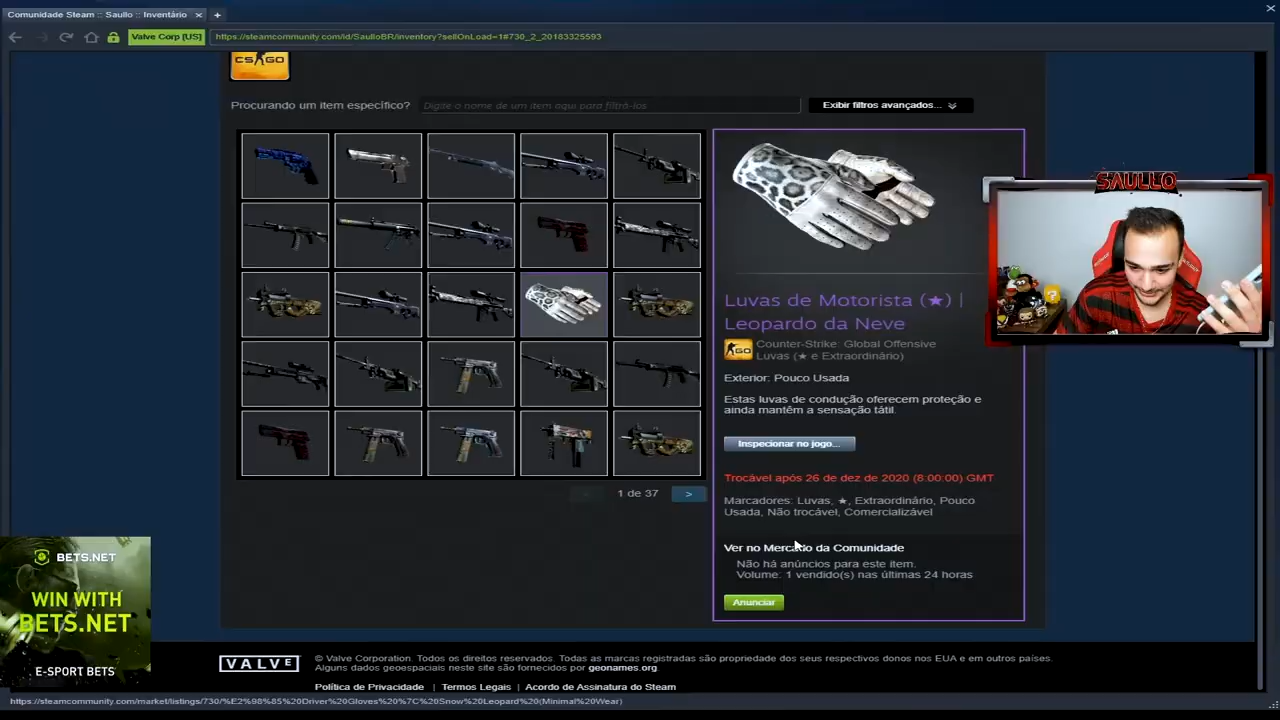 Comunidade Steam :: Saullo :: Inventário
Valve Corp [US]
https://steamcommunity.com/id/SaulloBR/inventory?sellOnLoad=1#730_2_20183325593
CS GO
Procurando um item específico?
Digite o nome de um item aqui para filtrá-los
Exibir filtros avançados...
SAULLO
Luvas de Motorista (★) |
Leopardo da Neve
GO
Counter-Strike: Global Offensive
Luvas (★ e Extraordinário)
Exterior: Pouco Usada
Estas luvas de condução oferecem proteção e
ainda mantêm a sensação tátil.
Inspecionar no jogo...
Trocável após 26 de dez de 2020 (8:00:00) GMT
1 de 37
>
Marcadores: Luvas, ★, Extraordinário, Pouco
Usada, Não trocável, Comercializável
Ver no Mercado da Comunidade
Não há anúncios para este item.
Volume: 1 vendido(s) nas últimas 24 horas
Anunciar
BETS.NET
WIN WITH
BETS.NET
E-SPORT BETS
VALVE
© Valve Corporation. Todos os direitos reservados. Todas as marcas registradas são propriedade dos seus respectivos donos nos EUA e em outros países.
Alguns dados geoespaciais neste site são fornecidos por geonames.org.
Política de Privacidade | Termos Legais | Acordo de Assinatura do Steam
https://steamcommunity.com/market/listings/730/%E2%98%85%20Driver%20Gloves%20%7C%20Snow%20Leopard%20(Minimal%20Wear)